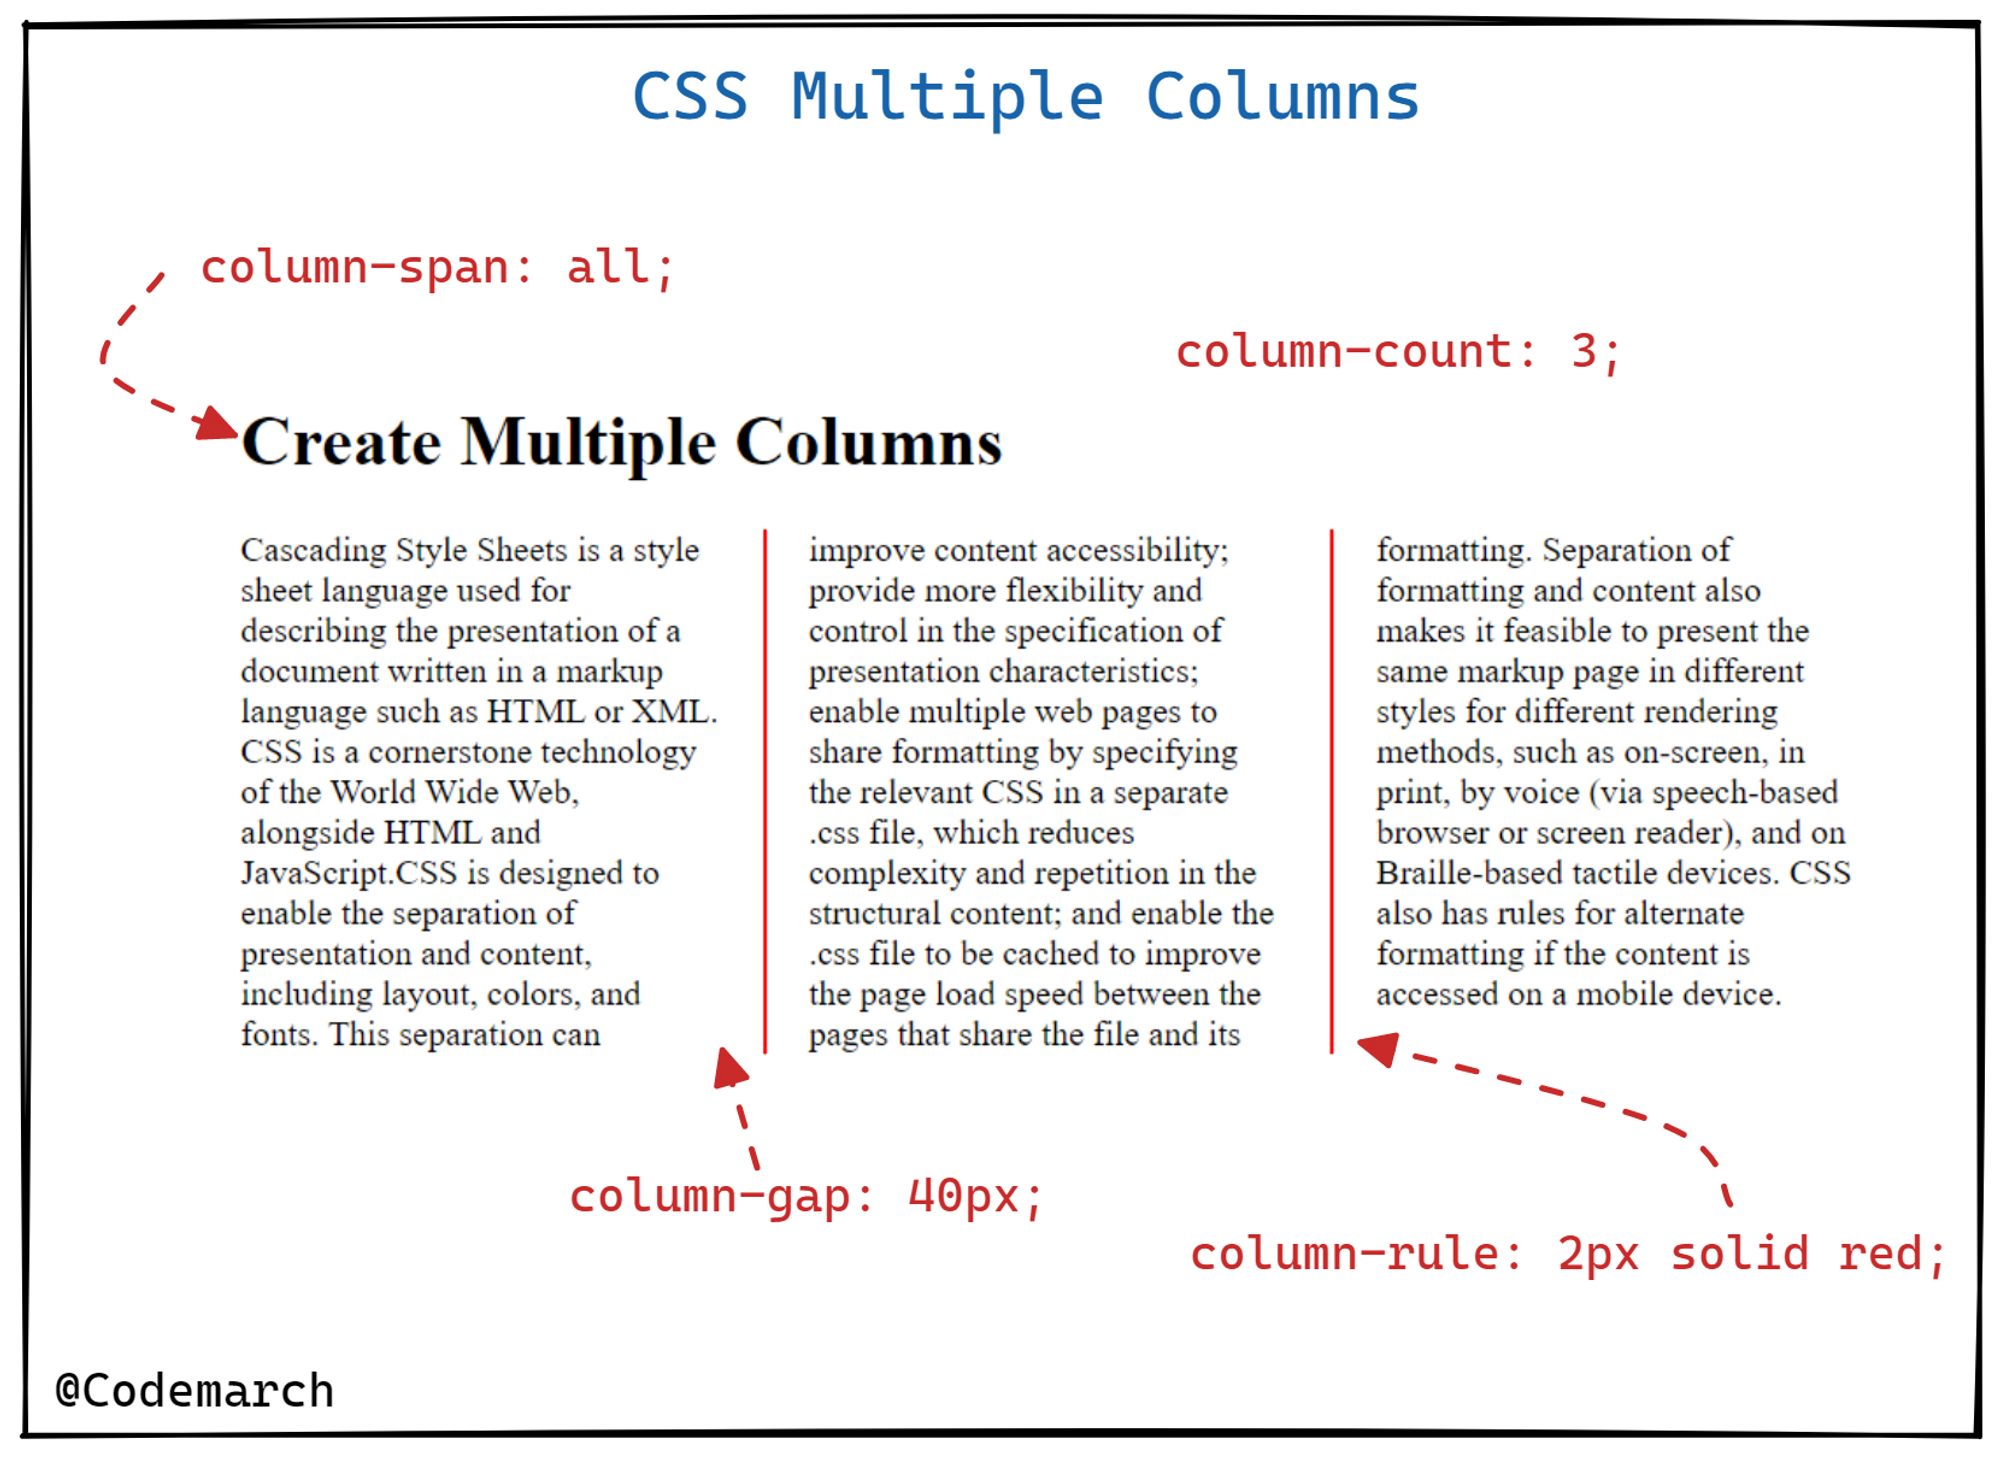 CSS Multiple Columns
column-span: all;
column-count: 3;
Create Multiple Columns
Cascading Style Sheets is a style
sheet language used for
describing the presentation of a
document written in a markup
language such as HTML or XML.
CSS is a cornerstone technology
of the World Wide Web,
alongside HTML and
JavaScript.CSS is designed to
enable the separation of
presentation and content,
including layout, colors, and
fonts. This separation can
improve content accessibility;
provide more flexibility and
control in the specification of
presentation characteristics;
enable multiple web pages to
share formatting by specifying
the relevant CSS in a separate
.css file, which reduces
complexity and repetition in the
structural content; and enable the
.css file to be cached to improve
the page load speed between the
pages that share the file and its
formatting. Separation of
formatting and content also
makes it feasible to present the
same markup page in different
styles for different rendering
methods, such as on-screen, in
print, by voice (via speech-based
browser or screen reader), and on
Braille-based tactile devices. CSS
also has rules for alternate
formatting if the content is
accessed on a mobile device.
column-gap: 40px;
column-rule: 2px solid red;
@Codemarch